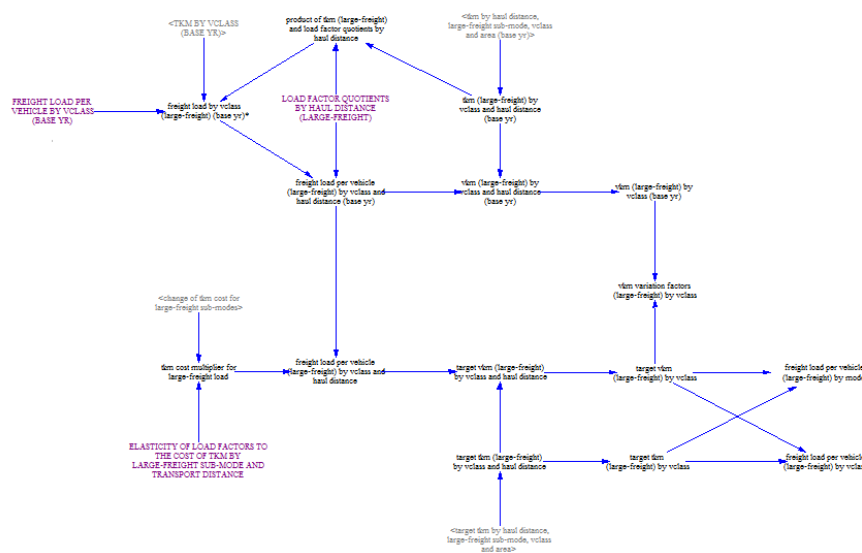 <TKM BY VCLASS
(BASE YR)>
product of tkm (large-freight)
and load factor quotients by
haul distance
<tkm by haul distance,
large-freight sub-mode, vclass
and area (base yr)>
FREIGHT LOAD PER
VEHICLE BY VCLASS
(BASE YR)
freight load by vclass
(large-freight) (base yr)*
LOAD FACTOR QUOTIENTS
BY HAUL DISTANCE
(LARGE-FREIGHT)
tkm (large-freight) by
vclass and haul distance
(base yr)
freight load per vehicle
(large-freight) by vclass and
haul distance (base yr)
vkm (large-freight) by
vclass and haul distance
(base yr)
vkm (large-freight) by
vclass (base yr)
<change of tkm cost for
large-freight sub-modes>
vkm variation factors
(large-freight) by vclass
tkm cost multiplier for
large-freight load
freight load per vehicle
(large-freight) by vclass and
haul distance
target vkm (large-freight)
by vclass and haul distance
target vkm
(large-freight) by vclass
freight load per vehicle
(large-freight) by mode
ELASTICITY OF LOAD FACTORS TO
THE COST OF TKM BY
LARGE-FREIGHT SUB-MODE AND
TRANSPORT DISTANCE
target tkm (large-freight)
by vclass and haul distance
target tkm
(large-freight) by vclass
freight load per vehicle
(large-freight) by vclass
<target tkm by haul distance,
large-freight sub-mode, vclass
and area>